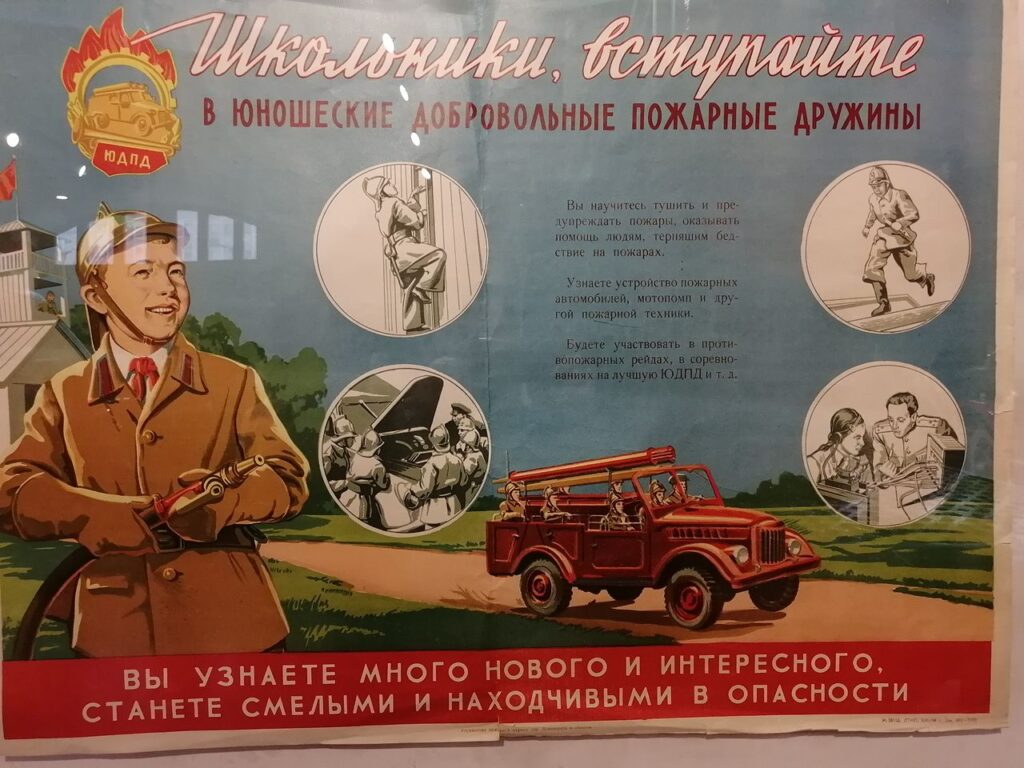 Школьники, вступайте
В ЮНОШЕСКИЕ ДОБРОВОЛЬНЫЕ ПОЖАРНЫЕ ДРУЖИНЫ
ЮДПД
Вы научитесь тушить и пре-
дупреждать пожары, оказывать
помощь людям, терпящим бед-
ствие на пожарах.
Узнаете устройство пожарных
автомобилей, мотопомп и дру-
гой пожарной техники.
Будете участвовать в проти-
вопожарных рейдах, в соревно-
ваниях на лучшую ЮДПД и т. д.
ВЫ УЗНАЕТЕ МНОГО НОВОГО И ИНТЕРЕСНОГО,
СТАНЕТЕ СМЕЛЫМИ И НАХОДЧИВЫМИ В ОПАСНОСТИ